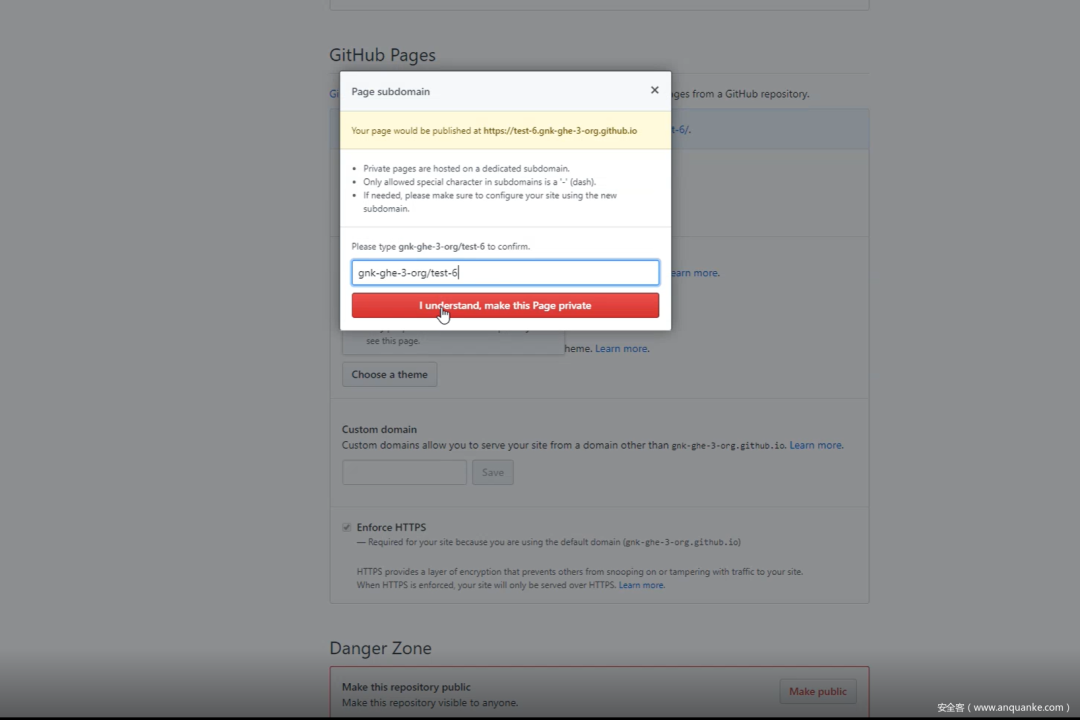 GitHub Pages
Page subdomain
ges from a GitHub repository.
Your page would be published at https://test-6.gnk-ghe-3-org.github.io
t-6/.
• Private pages are hosted on a dedicated subdomain.
• Only allowed special character in subdomains is a '-' (dash).
• If needed, please make sure to configure your site using the new
subdomain.
Please type gnk-ghe-3-org/test-6 to confirm.
gnk-ghe-3-org/test-6
earn more.
I understand, make this Page private
see this page.
heme. Learn more.
Choose a theme
Custom domain
Custom domains allow you to serve your site from a domain other than gnk-ghe-3-org.github.io. Learn more.
Save
Enforce HTTPS
— Required for your site because you are using the default domain (gnk-ghe-3-org.github.io)
HTTPS provides a layer of encryption that prevents others from snooping on or tampering with traffic to your site.
When HTTPS is enforced, your site will only be served over HTTPS. Learn more.
Danger Zone
Make this repository public
Make this repository visible to anyone.
Make public
安全客（www.anquanke.com）